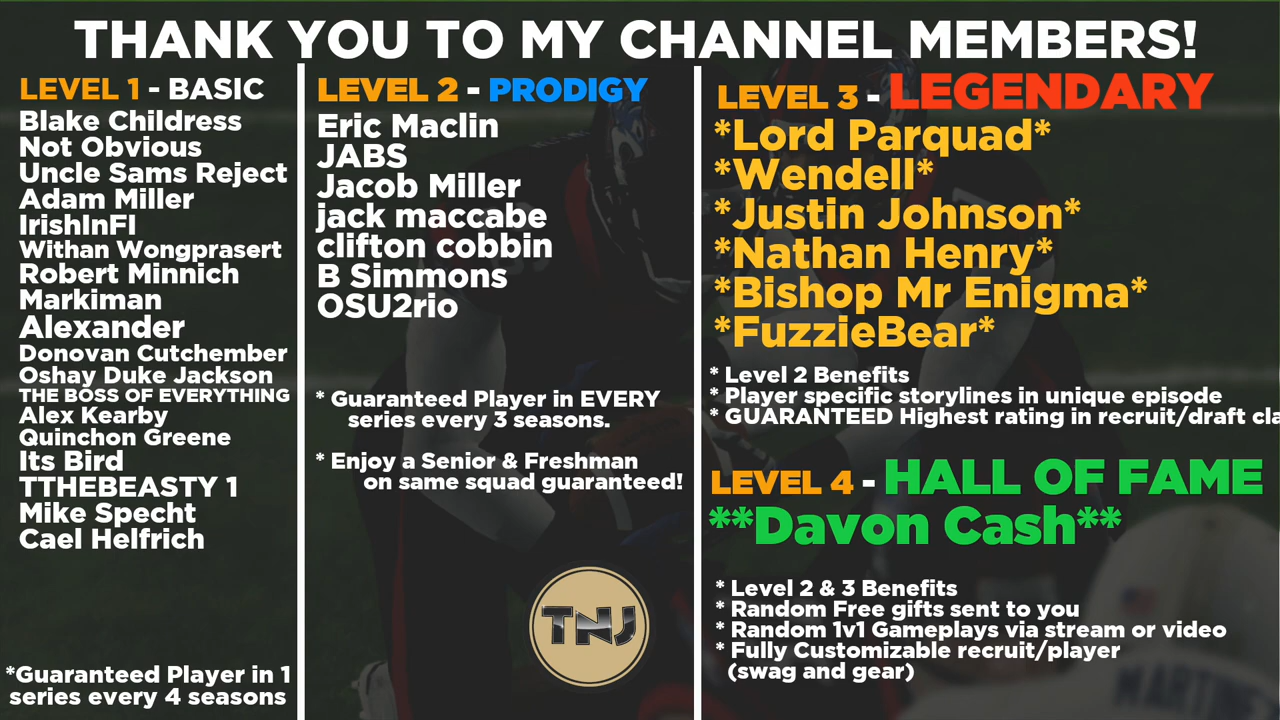 THANK YOU TO MY CHANNEL MEMBERS!
LEVEL 1 - BASIC
Blake Childress
Not Obvious
Uncle Sams Reject
Adam Miller
IrishInFl
Withan Wongprasert
Robert Minnich
Markiman
Alexander
Donovan Cutchember
Oshay Duke Jackson
THE BOSS OF EVERYTHING
Alex Kearby
Quinchon Greene
Its Bird
TTHEBEASTY 1
Mike Specht
Cael Helfrich
*Guaranteed Player in 1
series every 4 seasons
LEVEL 2 - PRODIGY
Eric Maclin
JABS
Jacob Miller
jack maccabe
clifton cobbin
B Simmons
OSU2rio
* Guaranteed Player in EVERY
series every 3 seasons.
* Enjoy a Senior & Freshman
on same squad guaranteed!
TNJ
LEVEL 3 - LEGENDARY
*Lord Parquad*
*Wendell*
*Justin Johnson*
*Nathan Henry*
*Bishop Mr Enigma*
*FuzzieBear*
* Level 2 Benefits
* Player specific storylines in unique episode
* GUARANTEED Highest rating in recruit/draft cla
LEVEL 4 - HALL OF FAME
**Davon Cash**
* Level 2 & 3 Benefits
* Random Free gifts sent to you
* Random 1v1 Gameplays via stream or video
* Fully Customizable recruit/player
(swag and gear)
MARTINE